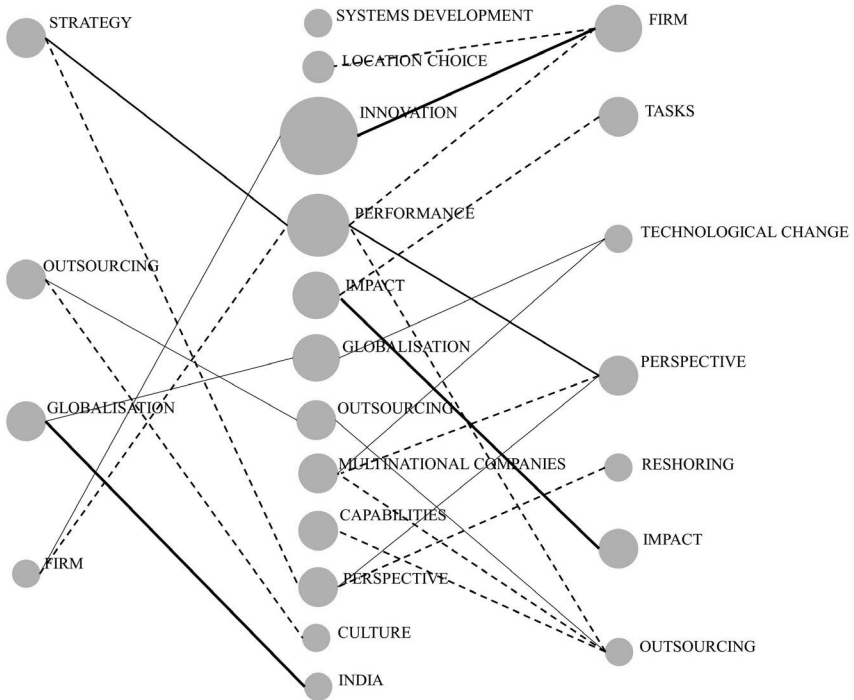 STRATEGY
OUTSOURCING
GLOBALISATION
FIRM
SYSTEMS DEVELOPMENT
LOCATION CHOICE
INNOVATION
PERFORMANCE
IMPACT
GLOBALISATION
OUTSOURCING
MULTINATIONAL COMPANIES
CAPABILITIES
PERSPECTIVE
CULTURE
INDIA
FIRM
TASKS
TECHNOLOGICAL CHANGE
PERSPECTIVE
RESHORING
IMPACT
OUTSOURCING